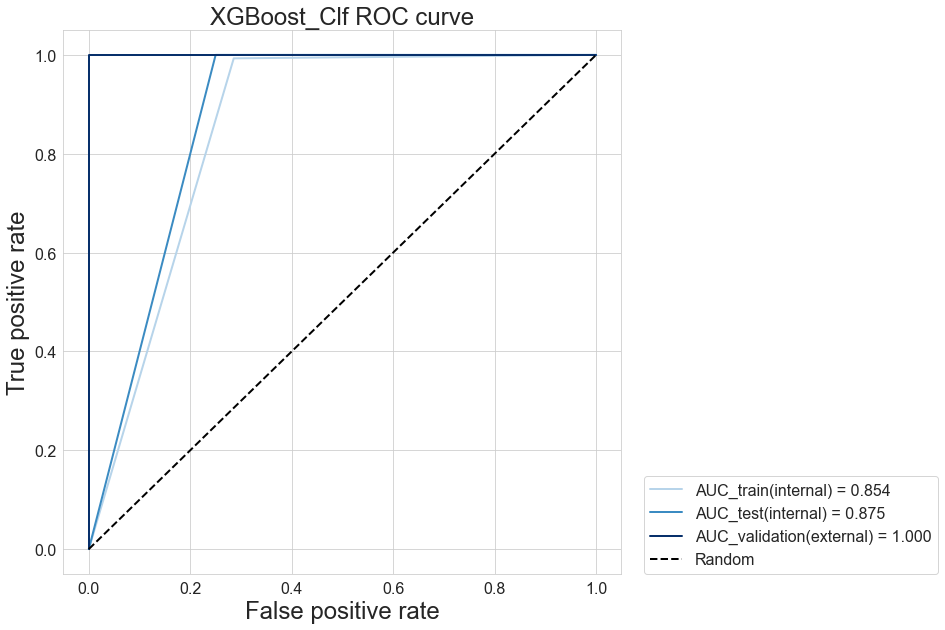 XGBoost_Clf ROC curve
True positive rate
1.0
0.8
0.6
0.4
0.2
0.0
0.0 0.2 0.4 0.6 0.8 1.0
False positive rate
AUC_train(internal) = 0.854
AUC_test(internal) = 0.875
AUC_validation(external) = 1.000
Random